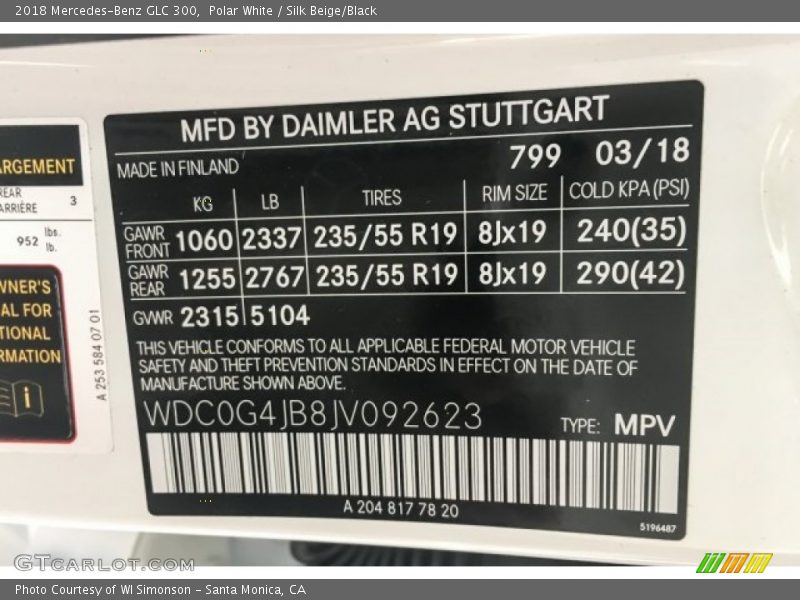 2018 Mercedes-Benz GLC 300,  Polar White / Silk Beige/Black
ARGEMENT
REAR
ARRIÈRE 3
952 lbs.
lb.
WNER'S
AL FOR
TIONAL
RMATION
A 253 584 07 01
MFD BY DAIMLER AG STUTTGART
MADE IN FINLAND 799 03/18
KG LB TIRES RIM SIZE COLD KPA (PSI)
GAWR FRONT 1060 2337 235/55 R19 8Jx19 240(35)
GAWR REAR 1255 2767 235/55 R19 8Jx19 290(42)
GVWR 2315 5104
THIS VEHICLE CONFORMS TO ALL APPLICABLE FEDERAL MOTOR VEHICLE
SAFETY AND THEFT PREVENTION STANDARDS IN EFFECT ON THE DATE OF
MANUFACTURE SHOWN ABOVE.
WDC0G4JB8JV092623 TYPE: MPV
A 204 817 78 20
5196487
GTCARLOT.COM
Photo Courtesy of WI Simonson - Santa Monica, CA